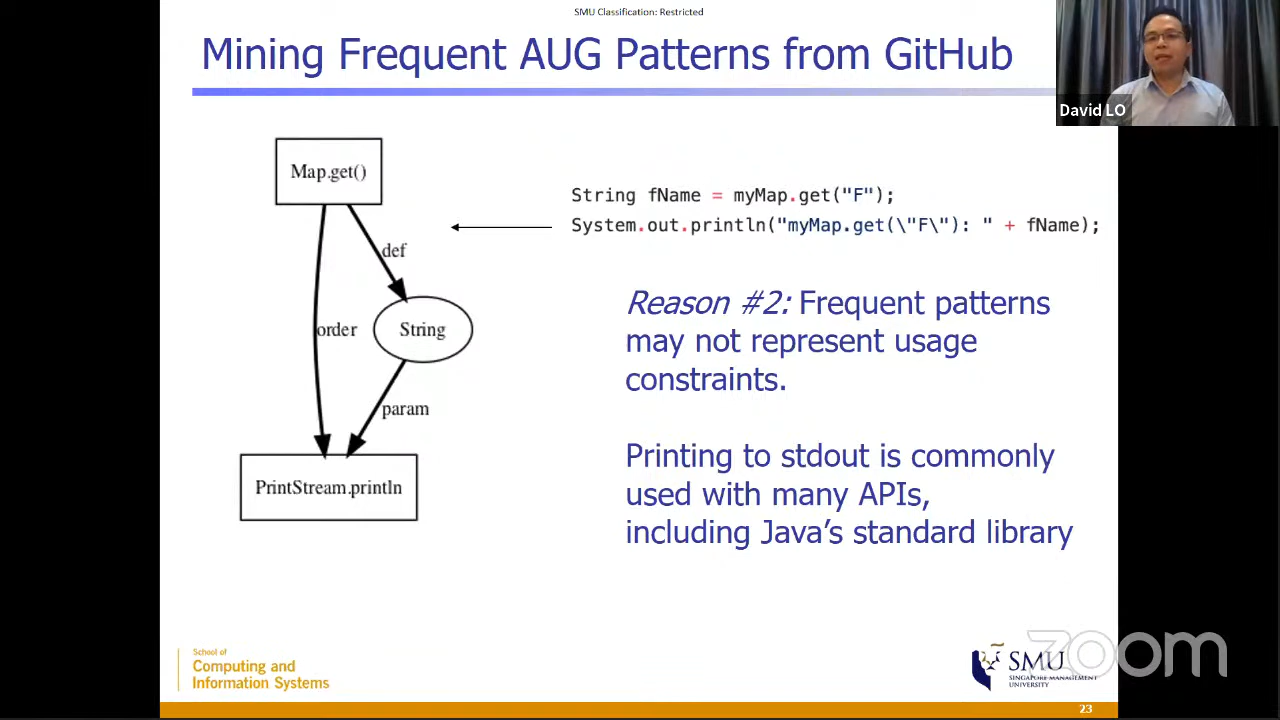 SMU Classification: Restricted
Mining Frequent AUG Patterns from GitHub
David LO
Map.get()
String fName = myMap.get("F");
System.out.println("myMap.get(\"F\"): " + fName);
def
order
String
param
PrintStream.println
Reason #2: Frequent patterns
may not represent usage
constraints.
Printing to stdout is commonly
used with many APIs,
including Java's standard library
School of
Computing and
Information Systems
SMU
SINGAPORE MANAGEMENT
UNIVERSITY
zoom
23